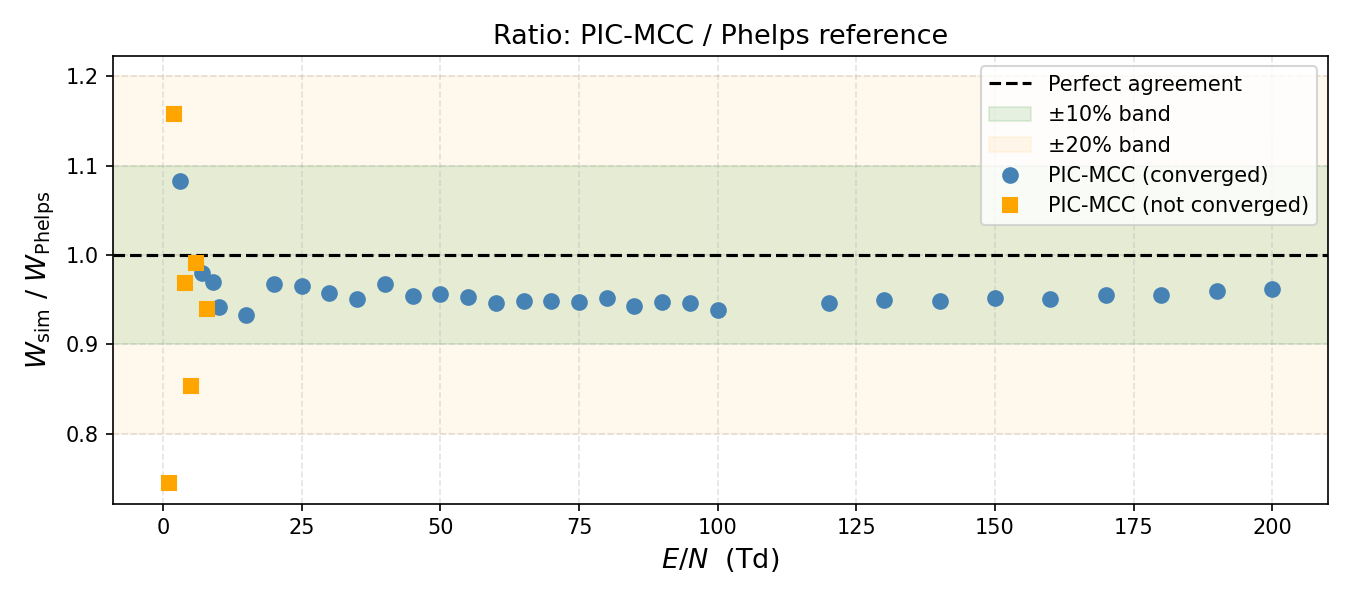 Ratio: PIC-MCC / Phelps reference
W_sim / W_Phelps
1.2
1.1
1.0
0.9
0.8
Perfect agreement
±10% band
±20% band
PIC-MCC (converged)
PIC-MCC (not converged)
0 25 50 75 100 125 150 175 200
E/N (Td)